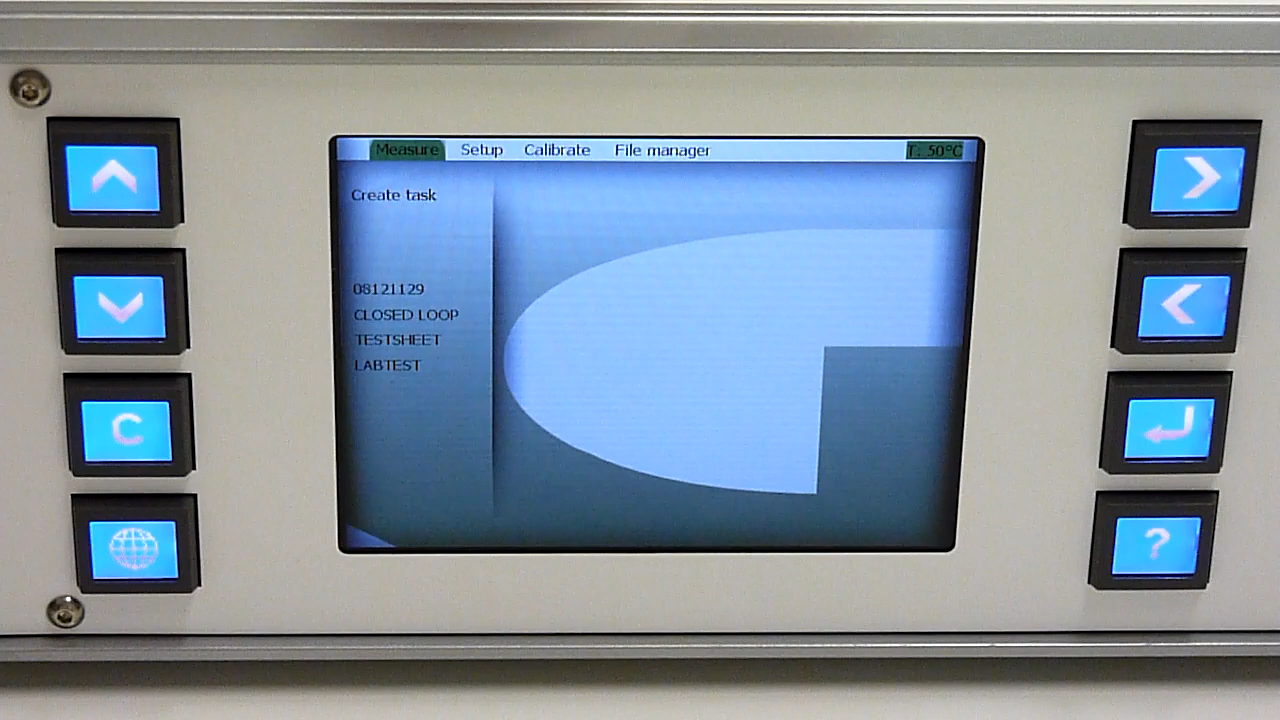 Measure Setup Calibrate File manager T: 50°C
Create task
08121129
CLOSED LOOP
TESTSHEET
LABTEST
C
?